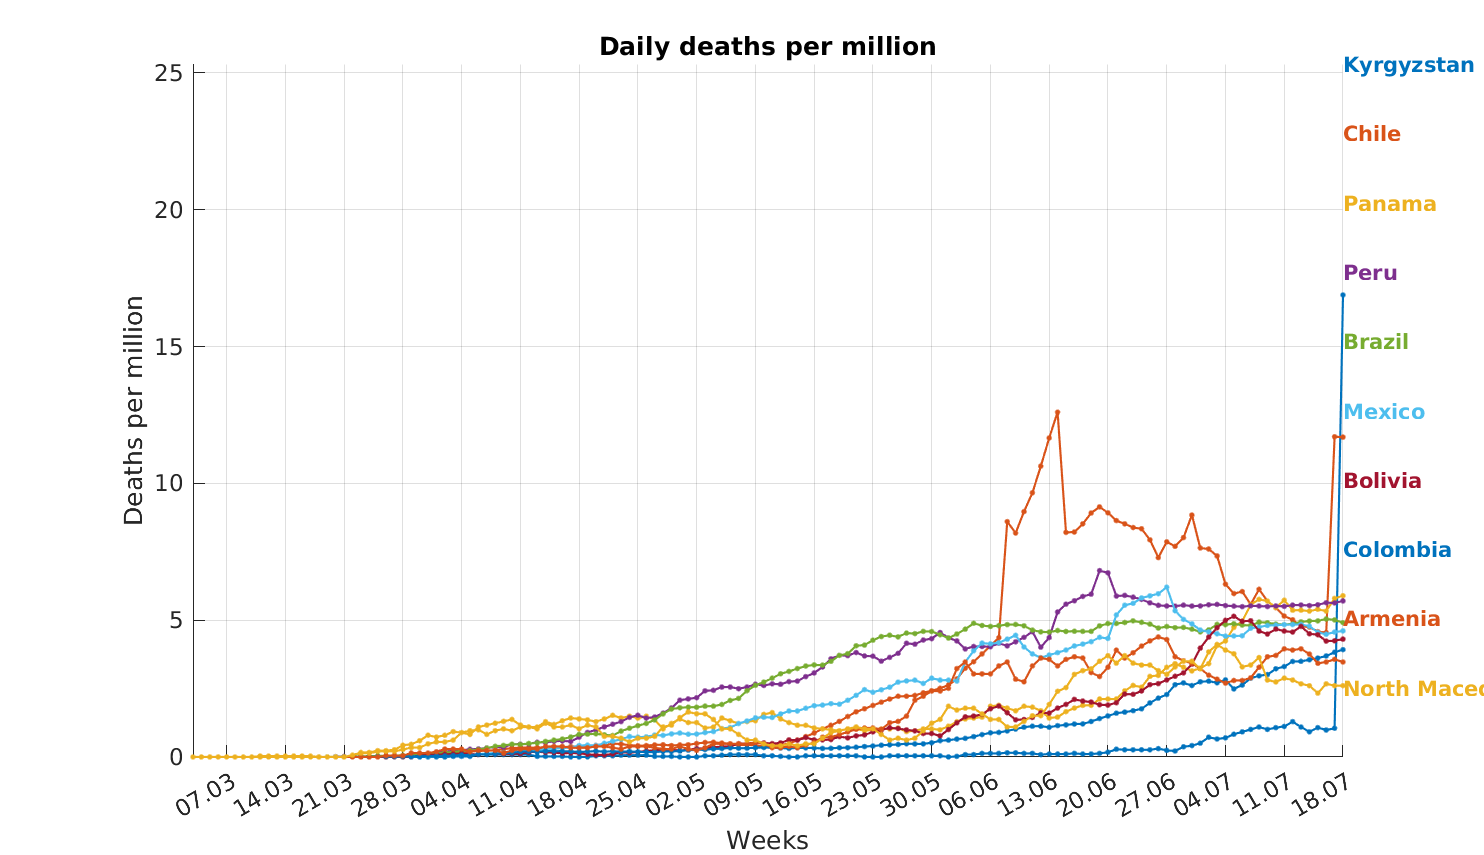 Daily deaths per million
Deaths per million
25
20
15
10
5
0
07.03
14.03
21.03
28.03
04.04
11.04
18.04
25.04
02.05
09.05
16.05
23.05
30.05
06.06
13.06
20.06
27.06
04.07
11.07
18.07
Weeks
Kyrgyzstan
Chile
Panama
Peru
Brazil
Mexico
Bolivia
Colombia
Armenia
North Maced